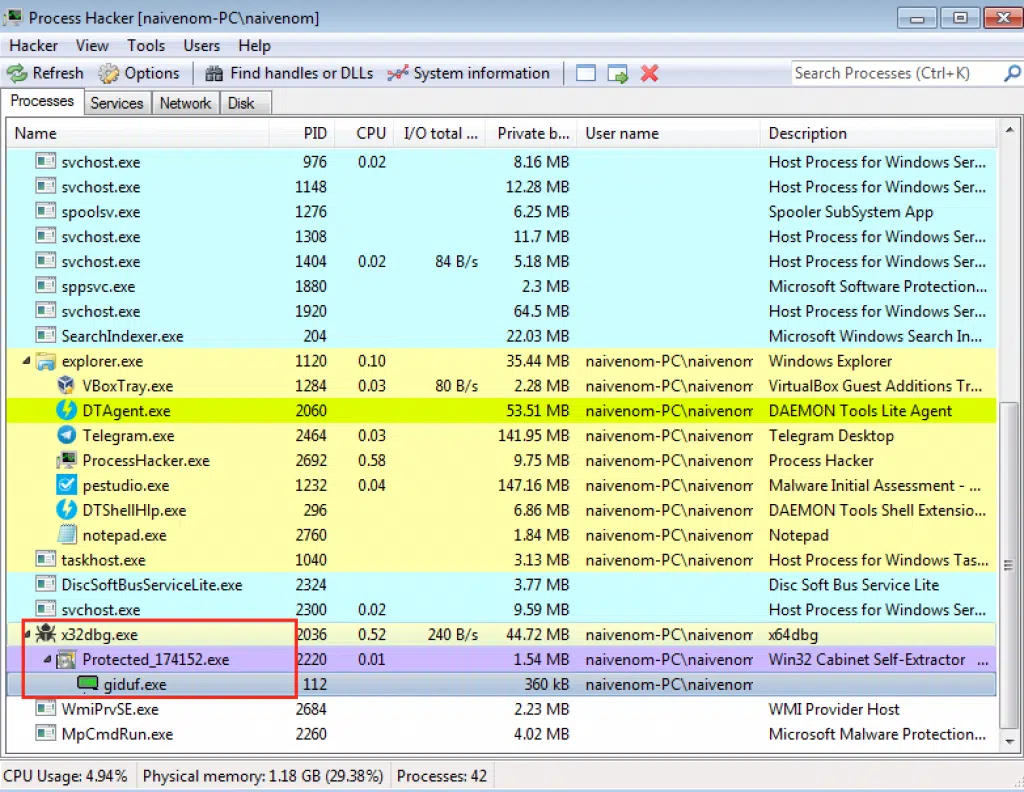 Process Hacker [naivenom-PC\naivenom]
Hacker View Tools Users Help
Refresh Options Find handles or DLLs System information Search Processes (Ctrl+K)
Processes Services Network Disk
Name PID CPU I/O total ... Private b... User name Description
svchost.exe 976 0.02 8.16 MB Host Process for Windows Ser...
svchost.exe 1148 12.28 MB Host Process for Windows Ser...
spoolsv.exe 1276 6.25 MB Spooler SubSystem App
svchost.exe 1308 11.7 MB Host Process for Windows Ser...
svchost.exe 1404 0.02 84 B/s 5.18 MB Host Process for Windows Ser...
sppsvc.exe 1880 2.3 MB Microsoft Software Protection...
svchost.exe 1920 64.5 MB Host Process for Windows Ser...
SearchIndexer.exe 204 22.03 MB Microsoft Windows Search In...
explorer.exe 1120 0.10 35.44 MB naivenom-PC\naivenom Windows Explorer
VBoxTray.exe 1284 0.03 80 B/s 2.28 MB naivenom-PC\naivenom VirtualBox Guest Additions Tr...
DTAgent.exe 2060 53.51 MB naivenom-PC\naivenom DAEMON Tools Lite Agent
Telegram.exe 2464 0.03 141.95 MB naivenom-PC\naivenom Telegram Desktop
ProcessHacker.exe 2692 0.58 9.75 MB naivenom-PC\naivenom Process Hacker
pestudio.exe 1232 0.04 147.16 MB naivenom-PC\naivenom Malware Initial Assessment - ...
DTShellHlp.exe 296 6.86 MB naivenom-PC\naivenom DAEMON Tools Shell Extensio...
notepad.exe 2760 1.84 MB naivenom-PC\naivenom Notepad
taskhost.exe 1040 3.13 MB naivenom-PC\naivenom Host Process for Windows Tas...
DiscSoftBusServiceLite.exe 2324 3.77 MB Disc Soft Bus Service Lite
svchost.exe 2300 0.02 9.59 MB Host Process for Windows Ser...
x32dbg.exe 2036 0.52 240 B/s 44.72 MB naivenom-PC\naivenom x64dbg
Protected_174152.exe 2220 0.01 1.54 MB naivenom-PC\naivenom Win32 Cabinet Self-Extractor ...
giduf.exe 112 360 kB naivenom-PC\naivenom
WmiPrvSE.exe 2684 2.23 MB WMI Provider Host
MpCmdRun.exe 2260 4.02 MB Microsoft Malware Protection...
CPU Usage: 4.94% Physical memory: 1.18 GB (29.38%) Processes: 42